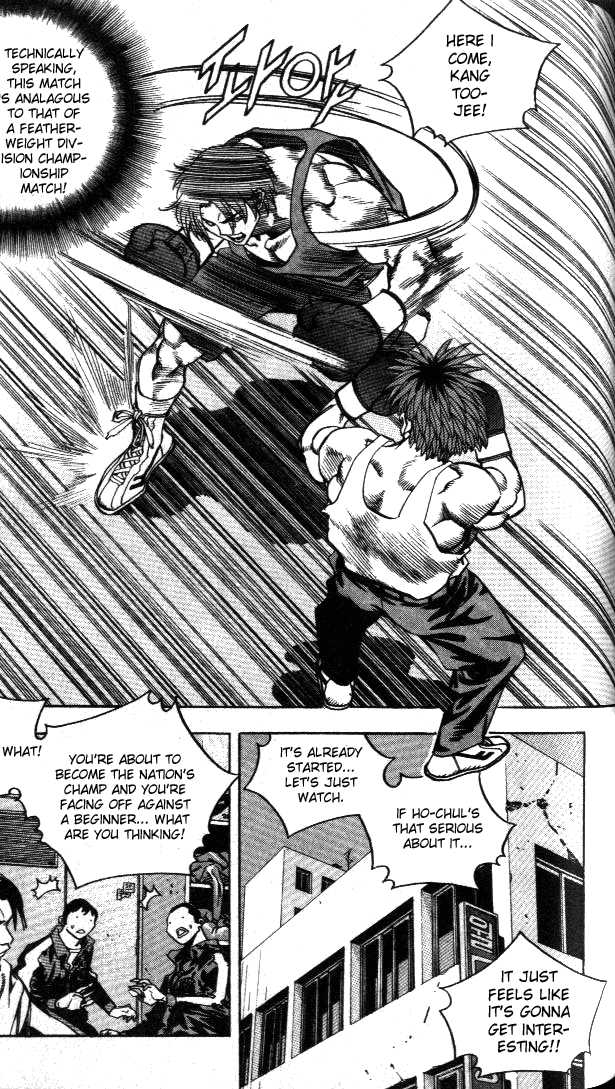 TECHNICALLY
SPEAKING,
THIS MATCH
IS ANALAGOUS
TO THAT OF
A FEATHER-
WEIGHT DIV-
ISION CHAMP-
IONSHIP
MATCH!
HERE I
COME,
KANG
TOO-
JEE!
WHAT!
YOU'RE ABOUT TO
BECOME THE NATION'S
CHAMP AND YOU'RE
FACING OFF AGAINST
A BEGINNER... WHAT
ARE YOU THINKING!
IT'S ALREADY
STARTED...
LET'S JUST
WATCH.
IF HO-CHUL'S
THAT SERIOUS
ABOUT IT...
IT JUST
FEELS LIKE
IT'S GONNA
GET INTER-
ESTING!!